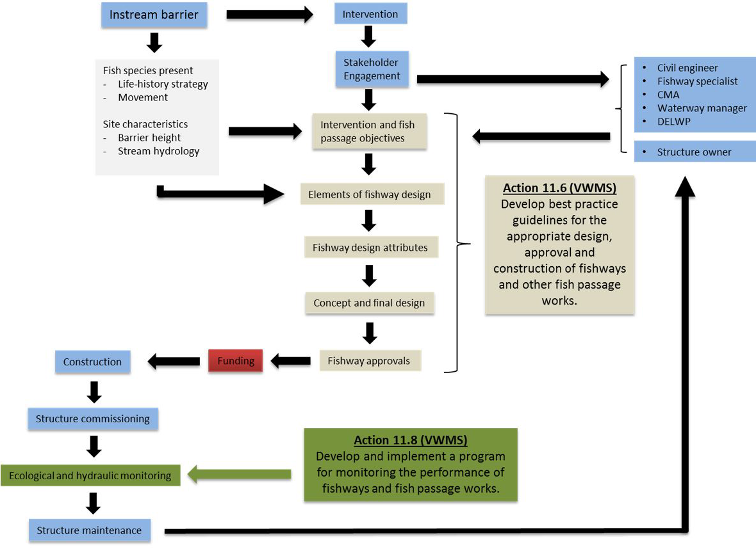 Instream barrier
Intervention
Stakeholder
Engagement
Fish species present
- Life-history strategy
- Movement
Site characteristics
- Barrier height
- Stream hydrology
• Civil engineer
• Fishway specialist
• CMA
• Waterway manager
• DELWP
• Structure owner
Intervention and fish
passage objectives
Elements of fishway design
Fishway design attributes
Concept and final design
Fishway approvals
Action 11.6 (VWMS)
Develop best practice
guidelines for the
appropriate design,
approval and
construction of fishways
and other fish passage
works.
Funding
Construction
Structure commissioning
Ecological and hydraulic monitoring
Structure maintenance
Action 11.8 (VWMS)
Develop and implement a program
for monitoring the performance of
fishways and fish passage works.